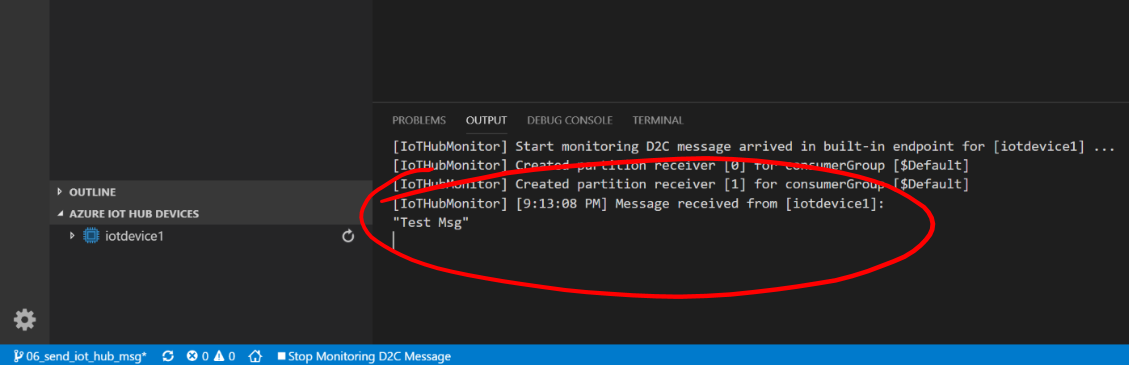 PROBLEMS OUTPUT DEBUG CONSOLE TERMINAL
[IoTHubMonitor] Start monitoring D2C message arrived in built-in endpoint for [iotdevice1] ...
[IoTHubMonitor] Created partition receiver [0] for consumerGroup [$Default]
[IoTHubMonitor] Created partition receiver [1] for consumerGroup [$Default]
[IoTHubMonitor] [9:13:08 PM] Message received from [iotdevice1]:
"Test Msg"
OUTLINE
AZURE IOT HUB DEVICES
iotdevice1
06_send_iot_hub_msg* 0 0 Stop Monitoring D2C Message